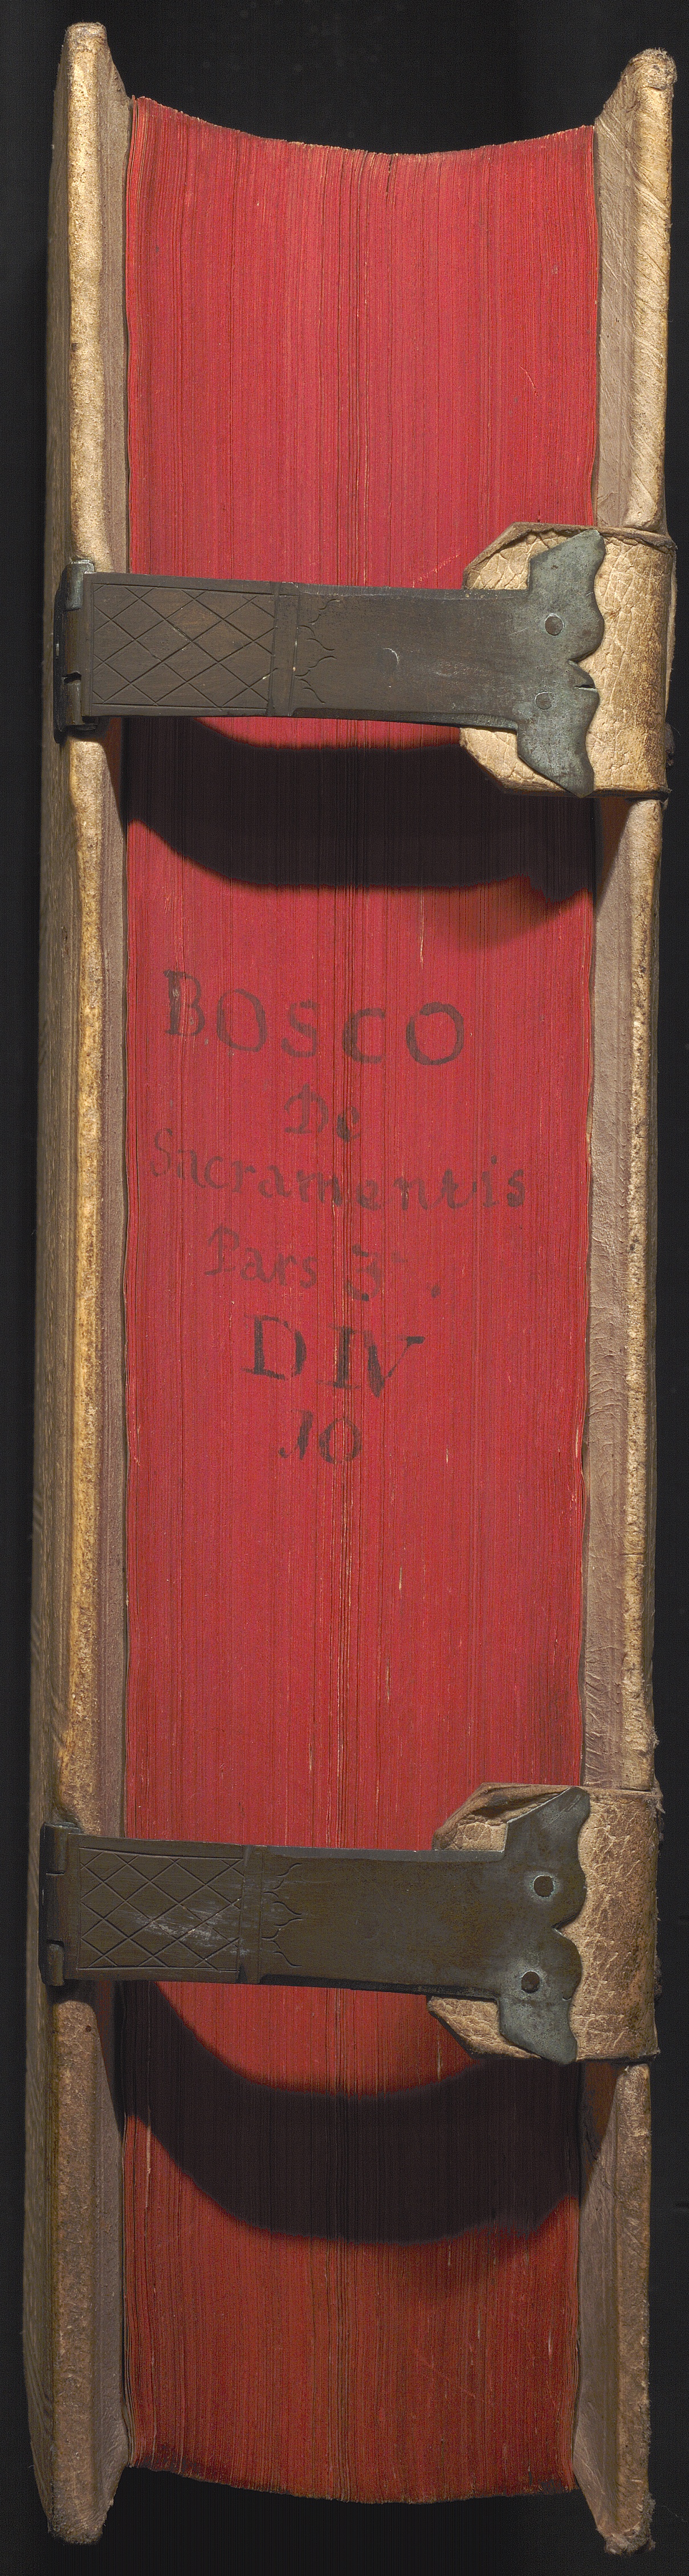 BOSCO
De
Sacramentis
Pars 3ª.
D IV
10